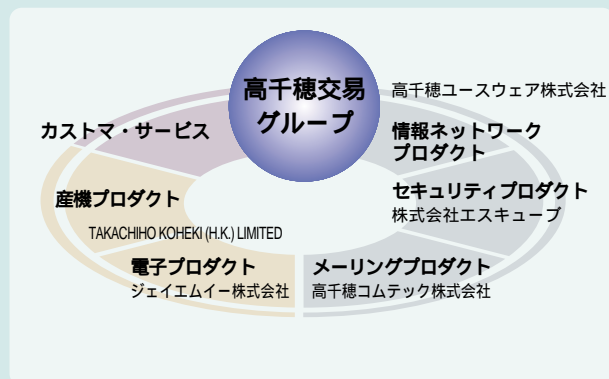 高千穂交易
グループ
高千穂ユースウェア株式会社
カストマ・サービス
情報ネットワーク
プロダクト
産機プロダクト
セキュリティプロダクト
株式会社エスキューブ
TAKACHIHO KOHEKI (H.K.) LIMITED
電子プロダクト
ジェイエムイー株式会社
メーリングプロダクト
高千穂コムテック株式会社